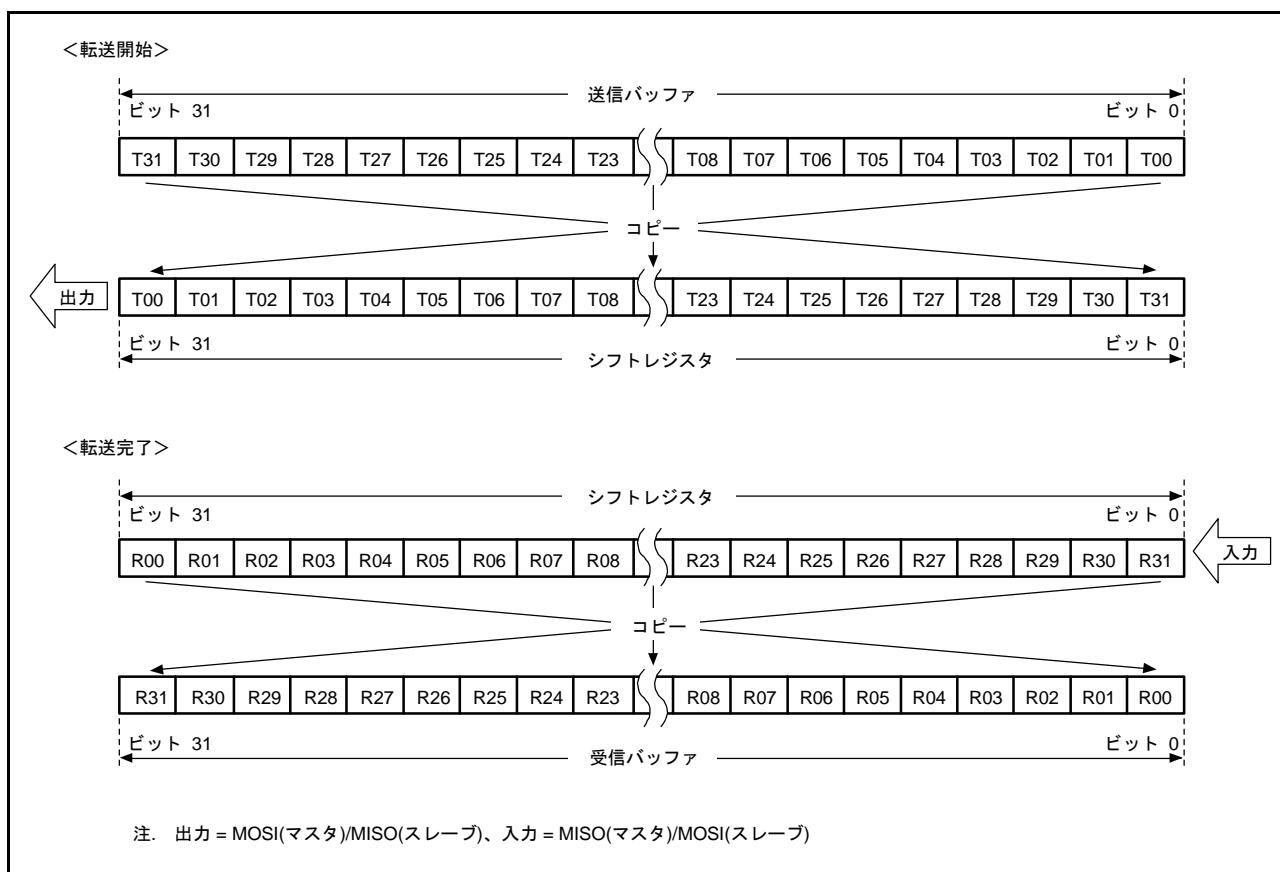 ＜転送開始＞
送信バッファ
ビット 31 ビット 0
T31 T30 T29 T28 T27 T26 T25 T24 T23 T08 T07 T06 T05 T04 T03 T02 T01 T00
コピー
出力 T00 T01 T02 T03 T04 T05 T06 T07 T08 T23 T24 T25 T26 T27 T28 T29 T30 T31
ビット 31 ビット 0
シフトレジスタ
＜転送完了＞
シフトレジスタ
ビット 31 ビット 0
R00 R01 R02 R03 R04 R05 R06 R07 R08 R23 R24 R25 R26 R27 R28 R29 R30 R31 入力
コピー
R31 R30 R29 R28 R27 R26 R25 R24 R23 R08 R07 R06 R05 R04 R03 R02 R01 R00
ビット 31 ビット 0
受信バッファ
注. 出力 = MOSI(マスタ)/MISO(スレーブ)、入力 = MISO(マスタ)/MOSI(スレーブ)